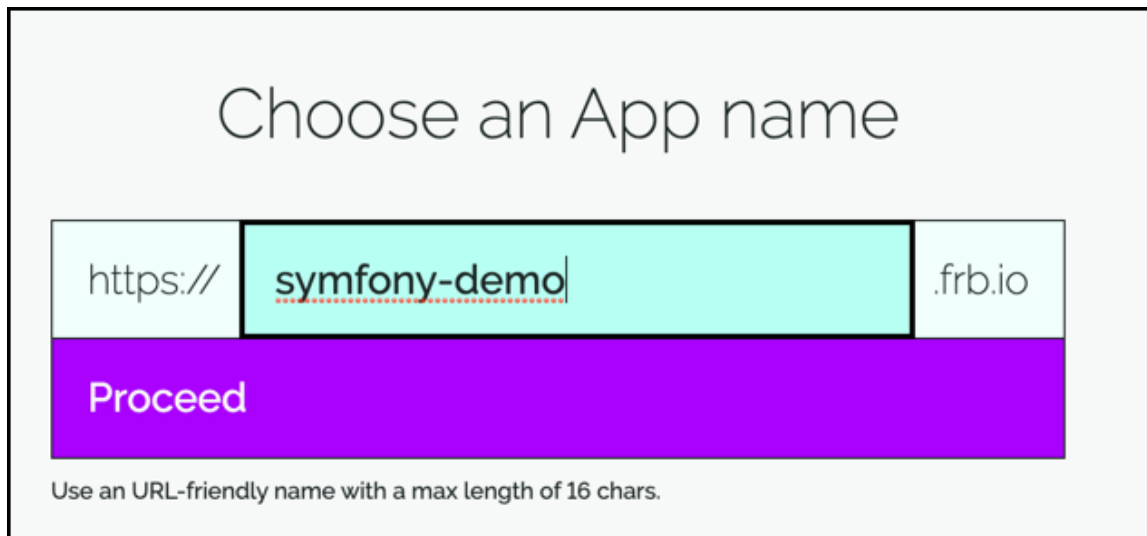 Choose an App name
https:// symfony-demo .frb.io
Proceed
Use an URL-friendly name with a max length of 16 chars.